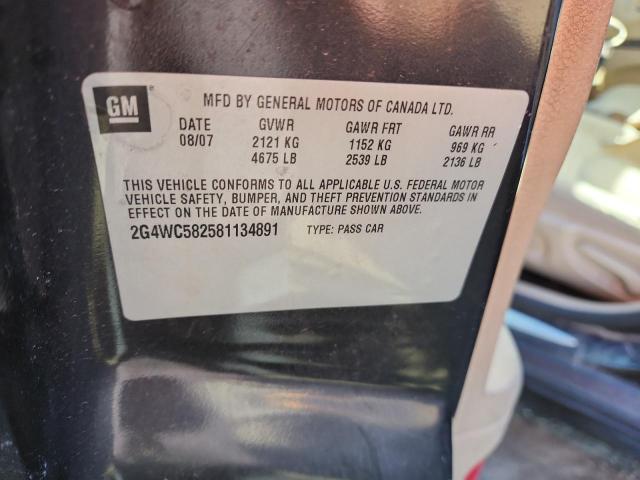 GM
MFD BY GENERAL MOTORS OF CANADA LTD.
DATE GVWR GAWR FRT GAWR RR
08/07 2121 KG 1152 KG 969 KG
4675 LB 2539 LB 2136 LB
THIS VEHICLE CONFORMS TO ALL APPLICABLE U.S. FEDERAL MOTOR
VEHICLE SAFETY, BUMPER, AND THEFT PREVENTION STANDARDS IN
EFFECT ON THE DATE OF MANUFACTURE SHOWN ABOVE.
2G4WC582581134891 TYPE: PASS CAR